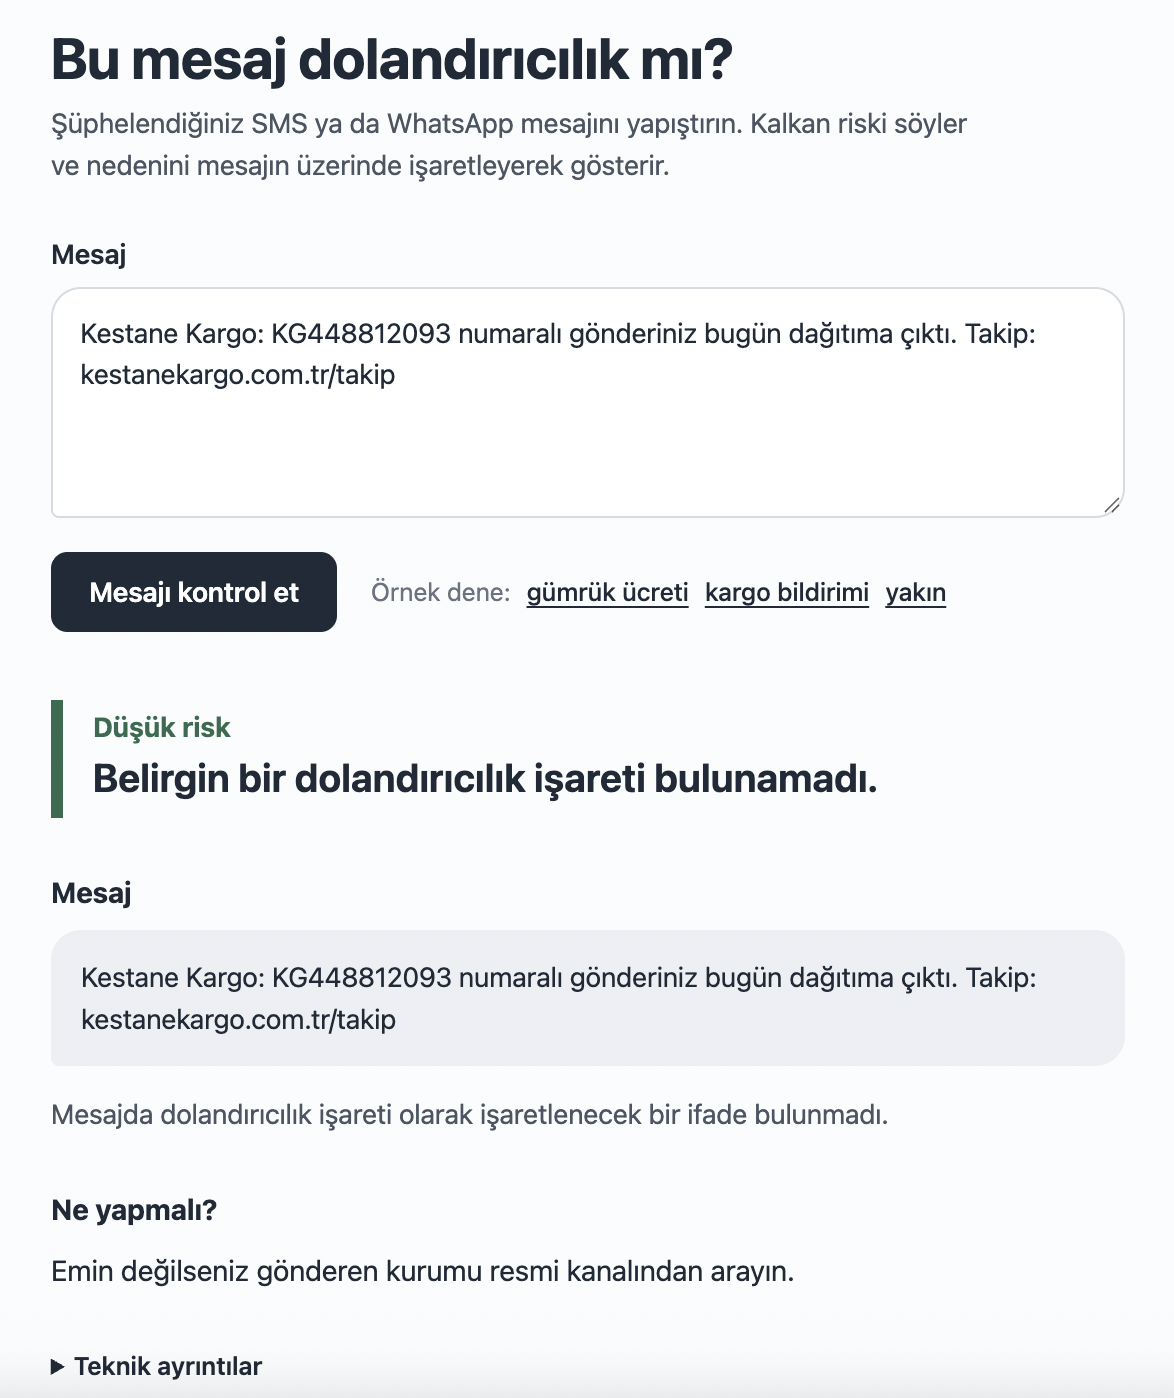 Bu mesaj dolandırıcılık mı?
Şüphelendiğiniz SMS ya da WhatsApp mesajını yapıştırın. Kalkan riski söyler
ve nedenini mesajın üzerinde işaretleyerek gösterir.
Mesaj
Kestane Kargo: KG448812093 numaralı gönderiniz bugün dağıtıma çıktı. Takip:
kestanekargo.com.tr/takip
Mesajı kontrol et
Örnek dene: gümrük ücreti kargo bildirimi yakın
Düşük risk
Belirgin bir dolandırıcılık işareti bulunamadı.
Mesaj
Kestane Kargo: KG448812093 numaralı gönderiniz bugün dağıtıma çıktı. Takip:
kestanekargo.com.tr/takip
Mesajda dolandırıcılık işareti olarak işaretlenecek bir ifade bulunmadı.
Ne yapmalı?
Emin değilseniz gönderen kurumu resmi kanalından arayın.
Teknik ayrıntılar